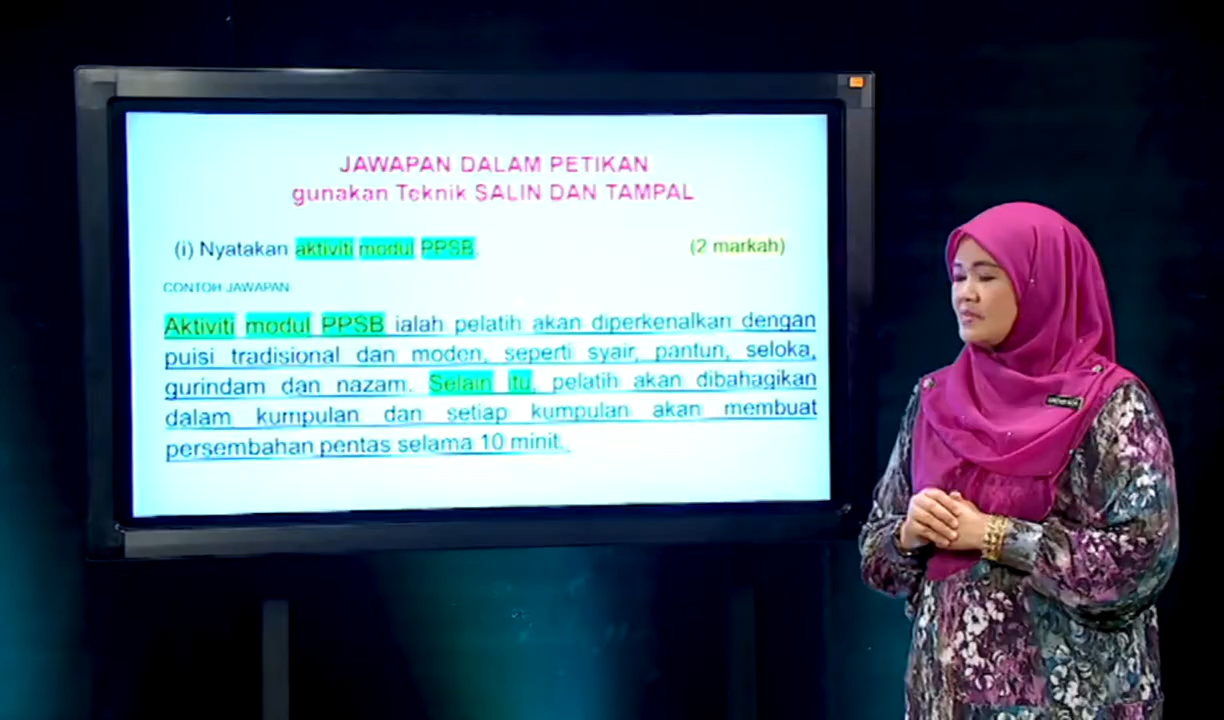 JAWAPAN DALAM PETIKAN
gunakan Teknik SALIN DAN TAMPAL
(i) Nyatakan aktiviti modul PPSB. (2 markah)
CONTOH JAWAPAN
Aktiviti modul PPSB ialah pelatih akan diperkenalkan dengan
puisi tradisional dan moden, seperti syair, pantun, seloka,
gurindam dan nazam. Selain itu, pelatih akan dibahagikan
dalam kumpulan dan setiap kumpulan akan membuat
persembahan pentas selama 10 minit.